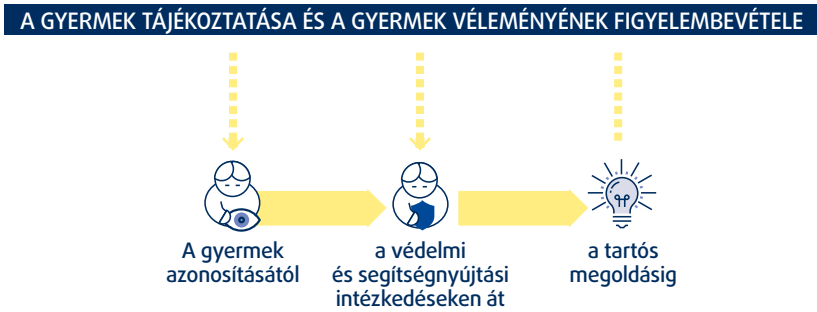 A GYERMEK TÁJÉKOZTATÁSA ÉS A GYERMEK VÉLEMÉNYÉNEK FIGYELEMBEVÉTELE
A gyermek
azonosításától
a védelmi
és segítségnyújtási
intézkedéseken át
a tartós
megoldásig